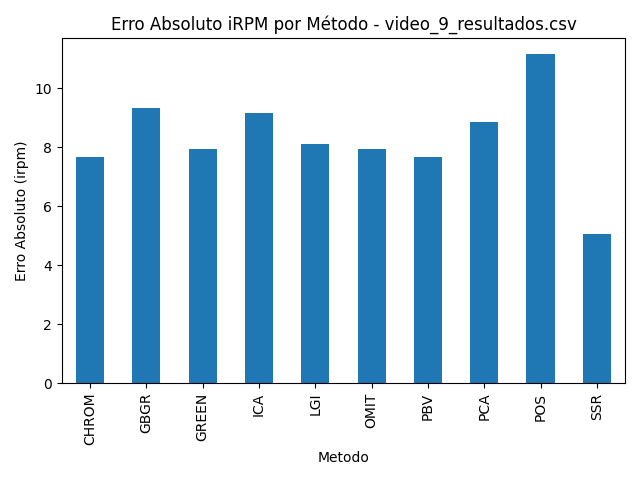 Erro Absoluto iRPM por Método - video_9_resultados.csv
Erro Absoluto (irpm)
10
8
6
4
2
0
CHROM
GBGR
GREEN
ICA
LGI
OMIT
PBV
PCA
POS
SSR
Metodo